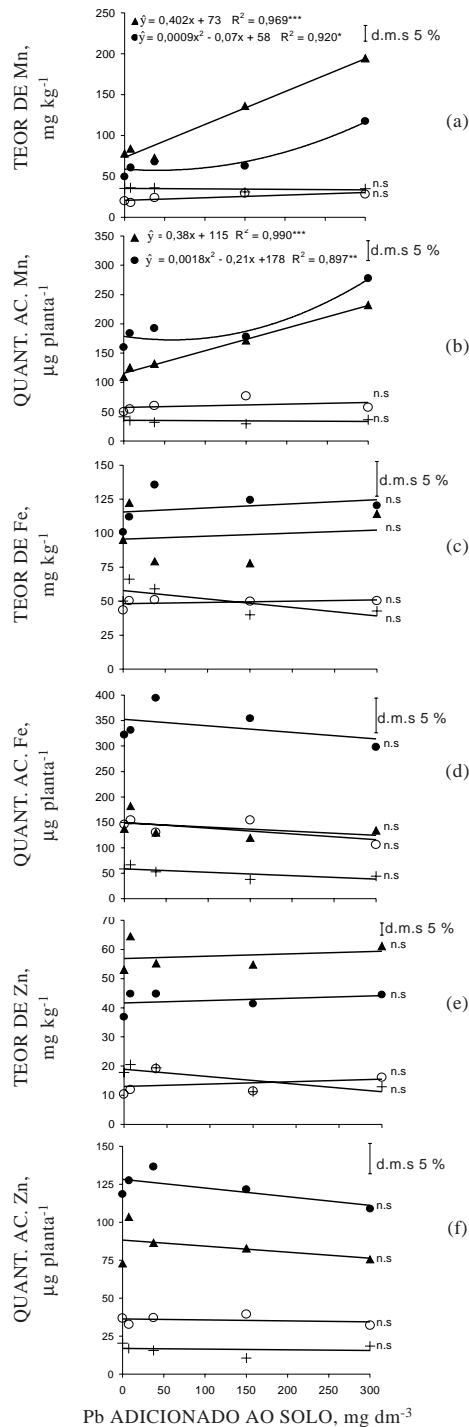 ▲ ŷ = 0,402x + 73 R² = 0,969***
● ŷ = 0,0009x² - 0,07x + 58 R² = 0,920*
d.m.s 5 %
TEOR DE Mn,
mg kg⁻¹
250
200
150
100
50
0
n.s
n.s
(a)
▲ ŷ = 0,38x + 115 R² = 0,990***
● ŷ = 0,0018x² - 0,21x +178 R² = 0,897**
d.m.s 5 %
QUANT. AC. Mn,
µg planta⁻¹
350
300
250
200
150
100
50
0
n.s
n.s
(b)
d.m.s 5 %
TEOR DE Fe,
mg kg⁻¹
150
125
100
75
50
25
0
n.s
n.s
n.s
n.s
(c)
d.m.s 5 %
QUANT. AC. Fe,
µg planta⁻¹
400
350
300
250
200
150
100
50
0
n.s
n.s
n.s
n.s
(d)
d.m.s 5 %
TEOR DE Zn,
mg kg⁻¹
70
60
50
40
30
20
10
0
n.s
n.s
n.s
n.s
(e)
d.m.s 5 %
QUANT. AC. Zn,
µg planta⁻¹
150
125
100
75
50
25
0
n.s
n.s
n.s
n.s
(f)
0 50 100 150 200 250 300
Pb ADICIONADO AO SOLO, mg dm⁻³